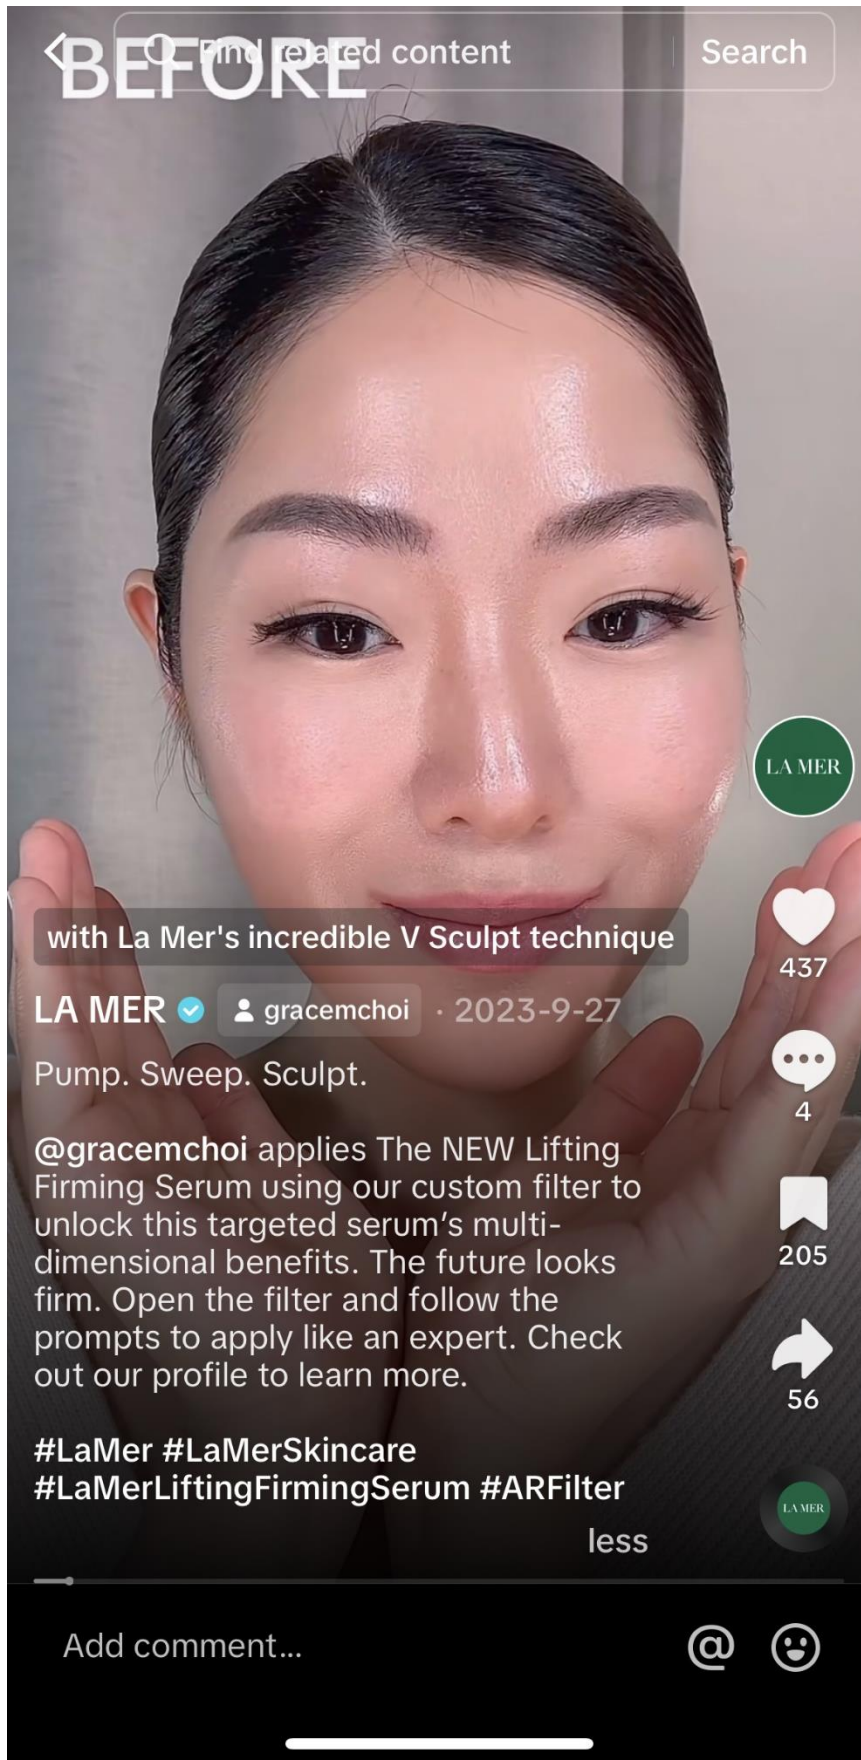 BEFORE
Find related content
Search
LA MER
with La Mer's incredible V Sculpt technique
437
LA MER gracemchoi · 2023-9-27
Pump. Sweep. Sculpt.
4
@gracemchoi applies The NEW Lifting
Firming Serum using our custom filter to
unlock this targeted serum’s multi-
dimensional benefits. The future looks
firm. Open the filter and follow the
prompts to apply like an expert. Check
out our profile to learn more.
205
56
#LaMer #LaMerSkincare
#LaMerLiftingFirmingSerum #ARFilter
LA MER
less
Add comment...
@